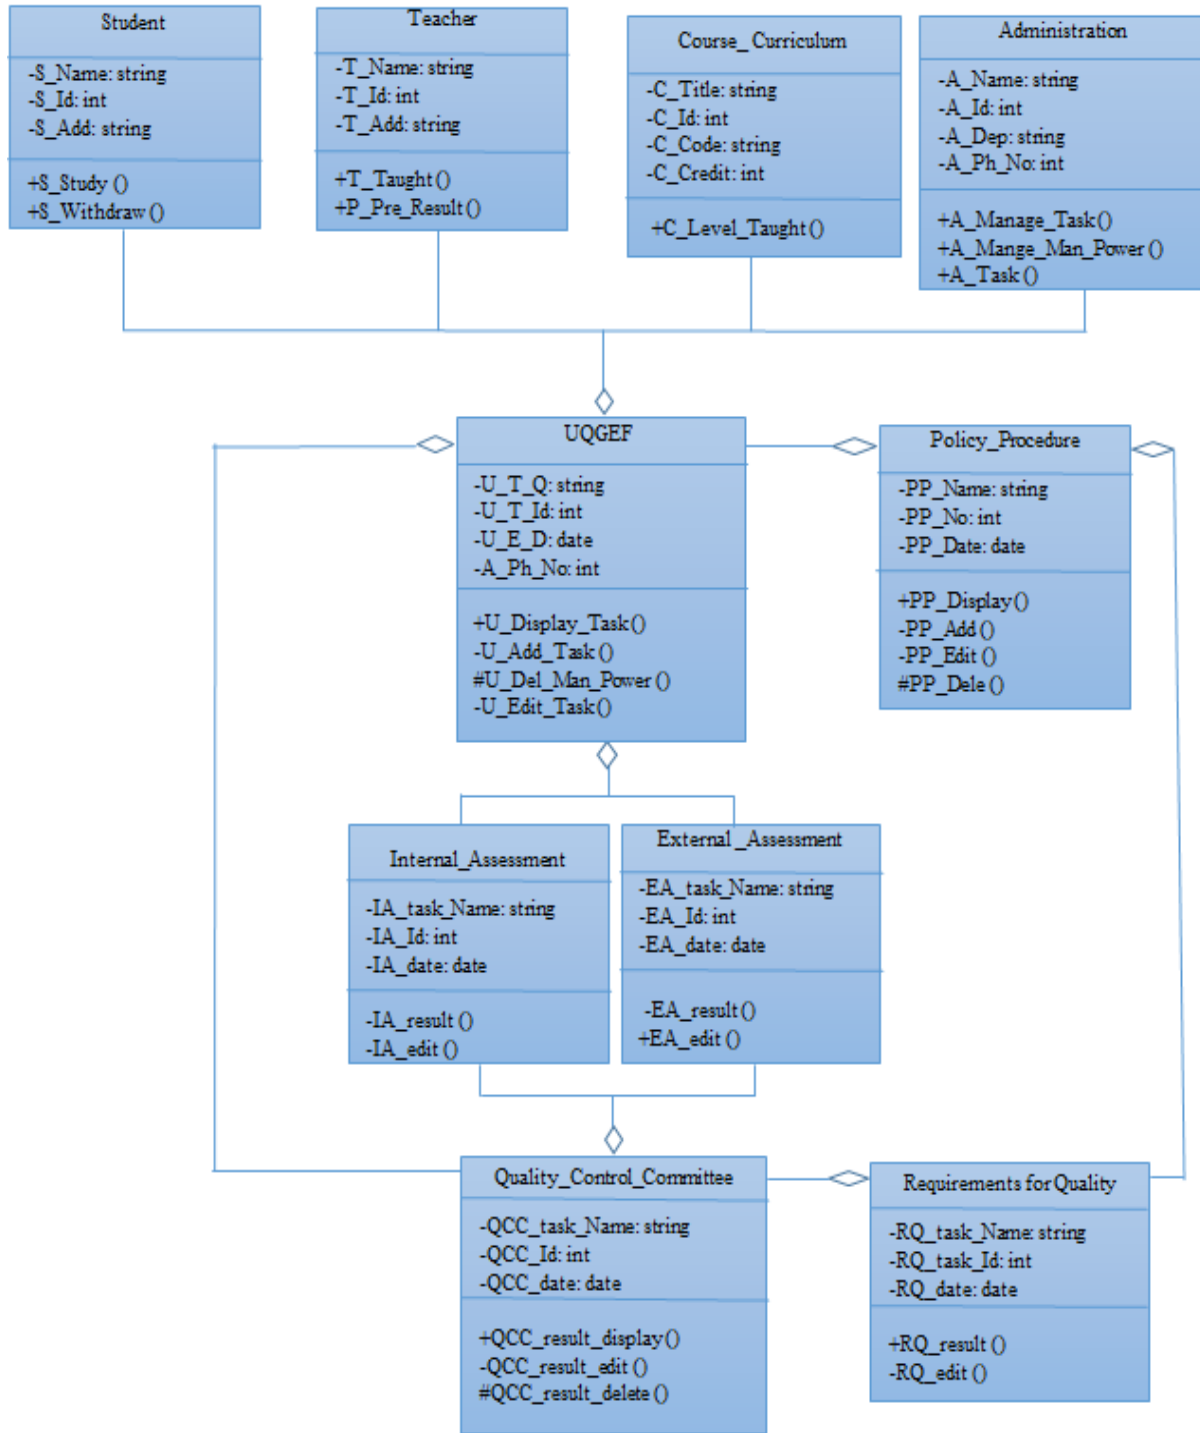 Student
-S_Name: string
-S_Id: int
-S_Add: string
+S_Study ()
+S_Withdraw ()
Teacher
-T_Name: string
-T_Id: int
-T_Add: string
+T_Taught ()
+P_Pre_Result()
Course_ Curriculum
-C_Title: string
-C_Id: int
-C_Code: string
-C_Credit: int
+C_Level_Taught ()
Administration
-A_Name: string
-A_Id: int
-A_Dep: string
-A_Ph_No: int
+A_Manage_Task()
+A_Mange_Man_Power ()
+A_Task ()
UQGEF
-U_T_Q: string
-U_T_Id: int
-U_E_D: date
-A_Ph_No: int
+U_Display_Task()
-U_Add_Task ()
#U_Del_Man_Power ()
-U_Edit_Task()
Policy_Procedure
-PP_Name: string
-PP_No: int
-PP_Date: date
+PP_Display()
-PP_Add ()
-PP_Edit ()
#PP_Dele ()
Internal_Assessment
-IA_task_Name: string
-IA_Id: int
-IA_date: date
-IA_result ()
-IA_edit ()
External _Assessment
-EA_task_Name: string
-EA_Id: int
-EA_date: date
-EA_result ()
+EA_edit ()
Quality_Control_Committee
-QCC_task_Name: string
-QCC_Id: int
-QCC_date: date
+QCC_result_display()
-QCC_result_edit ()
#QCC_result_delete ()
Requirements for Quality
-RQ_task_Name: string
-RQ_task_Id: int
-RQ_date: date
+RQ_result ()
-RQ_edit ()